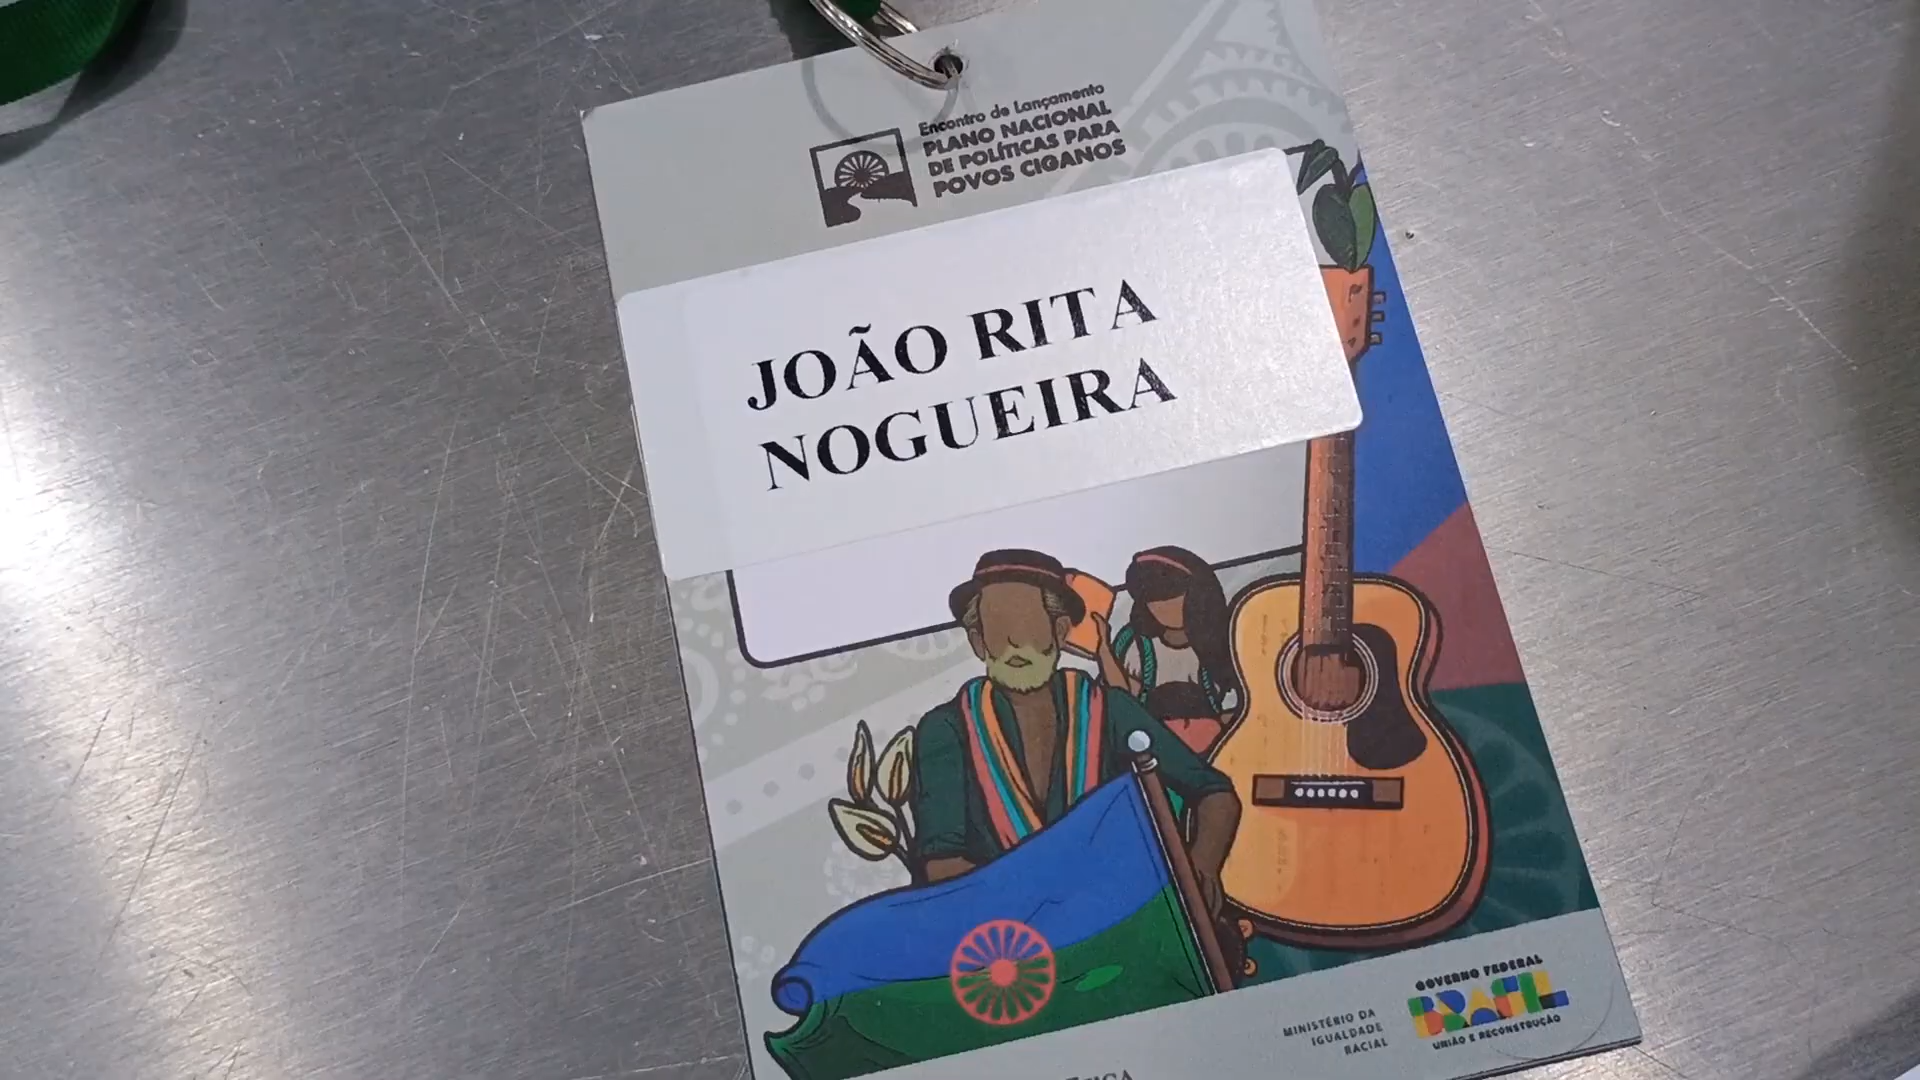 Encontro de Lançamento
PLANO NACIONAL
DE POLÍTICAS PARA
POVOS CIGANOS
JOÃO RITA
NOGUEIRA
MINISTÉRIO DA
IGUALDADE
RACIAL
GOVERNO FEDERAL
BRASIL
UNIÃO E RECONSTRUÇÃO